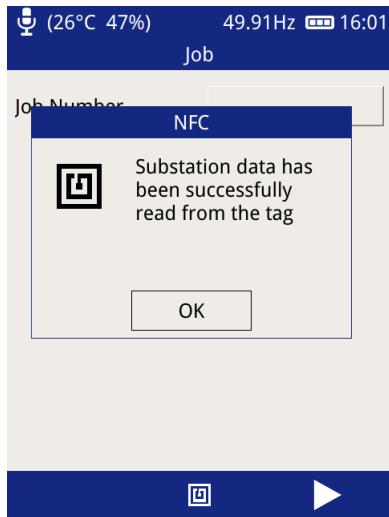 (26°C 47%) 49.91Hz 16:01
Job
Job Number
NFC
Substation data has
been successfully
read from the tag
OK